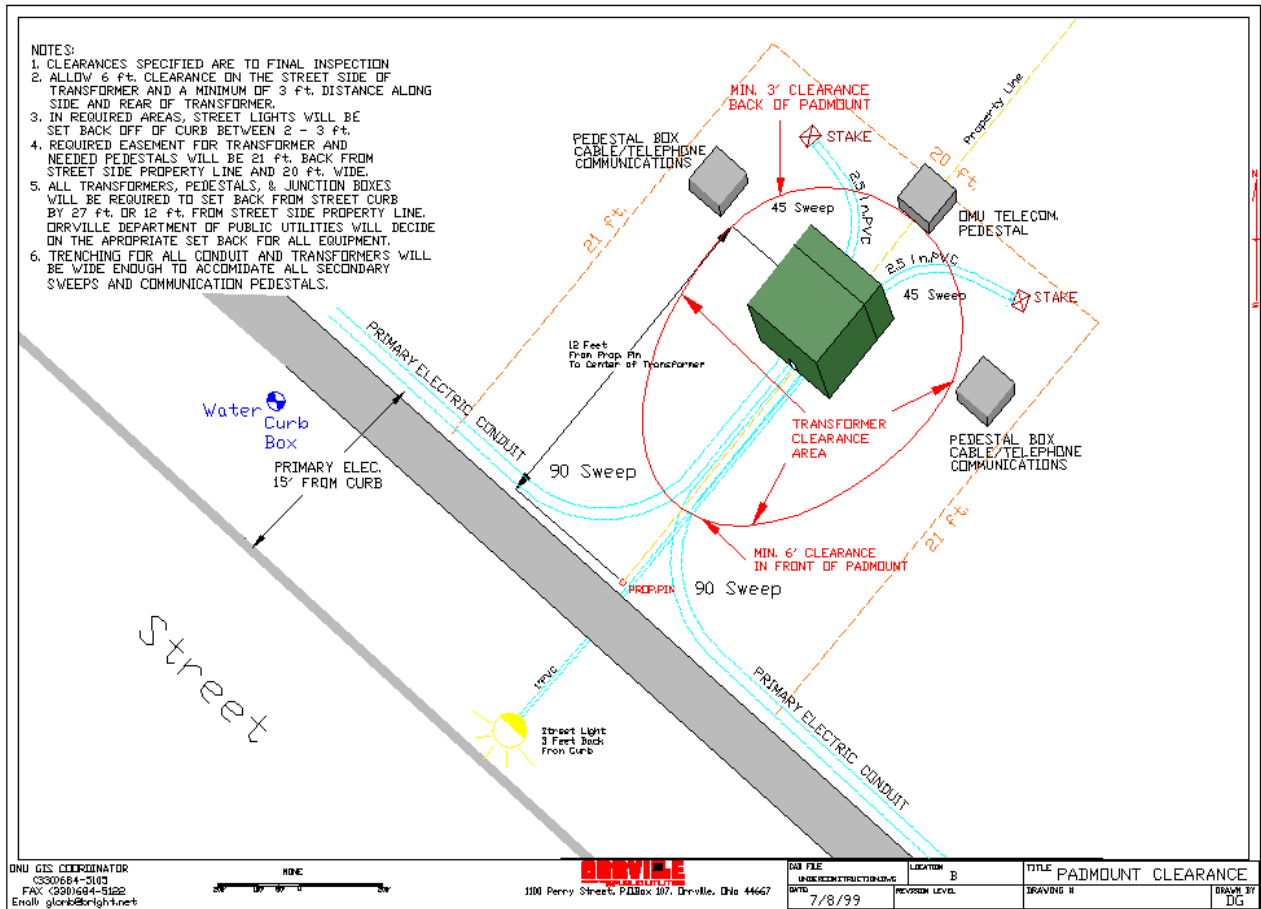 NOTES:
1. CLEARANCES SPECIFIED ARE TO FINAL INSPECTION
2. ALLOW 6 ft. CLEARANCE ON THE STREET SIDE OF
TRANSFORMER AND A MINIMUM OF 3 ft. DISTANCE ALONG
SIDE AND REAR OF TRANSFORMER.
3. IN REQUIRED AREAS, STREET LIGHTS WILL BE
SET BACK OFF OF CURB BETWEEN 2 - 3 ft.
4. REQUIRED EASEMENT FOR TRANSFORMER AND
NEEDED PEDESTALS WILL BE 21 ft. BACK FROM
STREET SIDE PROPERTY LINE AND 20 ft. WIDE.
5. ALL TRANSFORMERS, PEDESTALS, & JUNCTION BOXES
WILL BE REQUIRED TO SET BACK FROM STREET CURB
BY 27 ft. OR 12 ft. FROM STREET SIDE PROPERTY LINE.
ORRVILLE DEPARTMENT OF PUBLIC UTILITIES WILL DECIDE
ON THE APROPRIATE SET BACK FOR ALL EQUIPMENT.
6. TRENCHING FOR ALL CONDUIT AND TRANSFORMERS WILL
BE WIDE ENOUGH TO ACCOMIDATE ALL SECONDARY
SWEEPS AND COMMUNICATION PEDESTALS.
MIN. 3' CLEARANCE
BACK OF PADMOUNT
Property Line
PEDESTAL BOX
CABLE/TELEPHONE
COMMUNICATIONS
STAKE
20 ft.
21 ft.
2.5 in.PVC
45 Sweep
OMU TELECOM.
PEDESTAL
2.5 in.PVC
45 Sweep
STAKE
12 Feet
From Prop. Pin
To Center of Transformer
PRIMARY ELECTRIC CONDUIT
Water
Curb
Box
PRIMARY ELEC.
15' FROM CURB
90 Sweep
TRANSFORMER
CLEARANCE
AREA
PEDESTAL BOX
CABLE/TELEPHONE
COMMUNICATIONS
21 ft.
MIN. 6' CLEARANCE
IN FRONT OF PADMOUNT
PROP.PIN
90 Sweep
Street
1"PVC
Street Light
3 Feet Back
From Curb
PRIMARY ELECTRIC CONDUIT
GIS COORDINATOR
NONE
ORRVILLE
1100 Perry Street, P.O.Box 107, Orrville, Ohio 44667
CAD FILE
LOCATION
B
TITLE PADMOUNT CLEARANCE
DATE
7/8/99
REVISION LEVEL
DRAWING #
DRAWN BY
DG